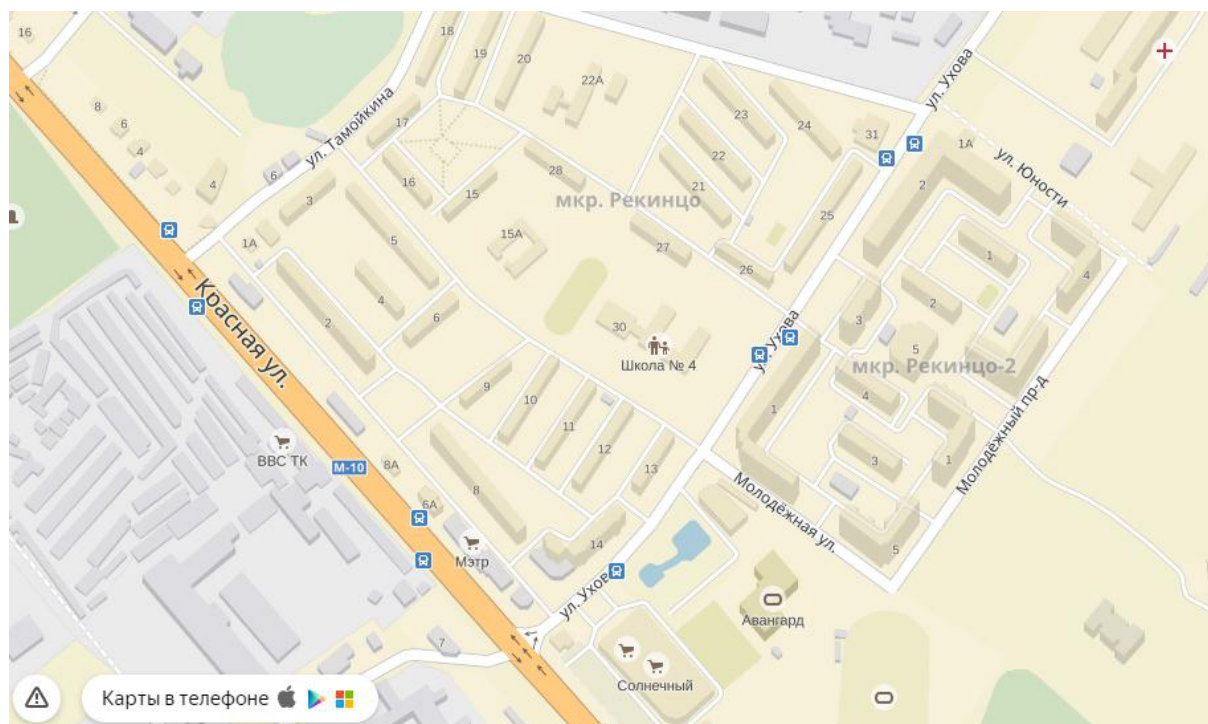 16
18
19
20
22А
23
24
31
ул. Ухова
8
6
4
17
ул. Тамойкина
28
22
1А
ул. Юности
4
6
3
16
15
21
мкр. Рекинцо
2
25
1А
5
15А
27
26
1
4
Красная ул.
2
4
6
30
Школа № 4
ул. Ухова
3
2
5
мкр. Рекинцо-2
9
10
11
12
13
1
4
3
1
Молодёжный пр-д
ВВС ТК
М-10
8А
6А
8
Мэтр
14
Молодёжная ул.
5
ул. Ухова
Авангард
7
Солнечный
Карты в телефоне